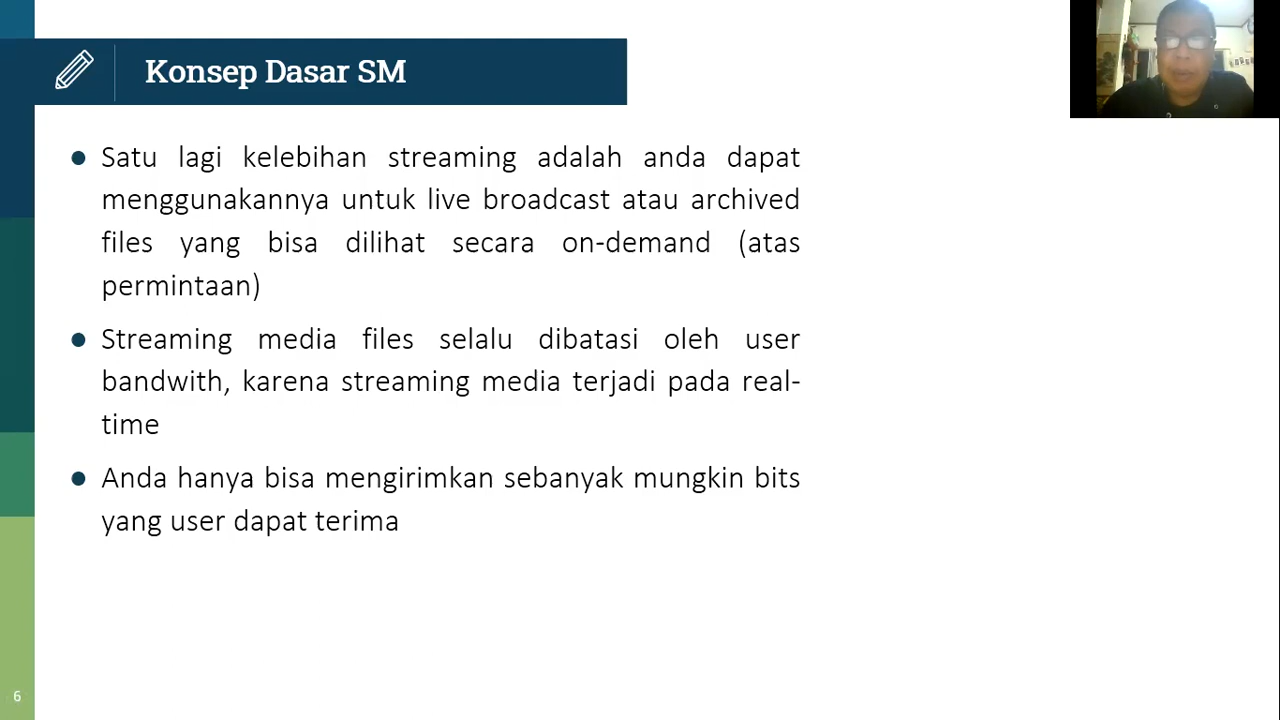 Konsep Dasar SM
● Satu lagi kelebihan streaming adalah anda dapat
menggunakannya untuk live broadcast atau archived
files yang bisa dilihat secara on-demand (atas
permintaan)
● Streaming media files selalu dibatasi oleh user
bandwith, karena streaming media terjadi pada real-
time
● Anda hanya bisa mengirimkan sebanyak mungkin bits
yang user dapat terima
6